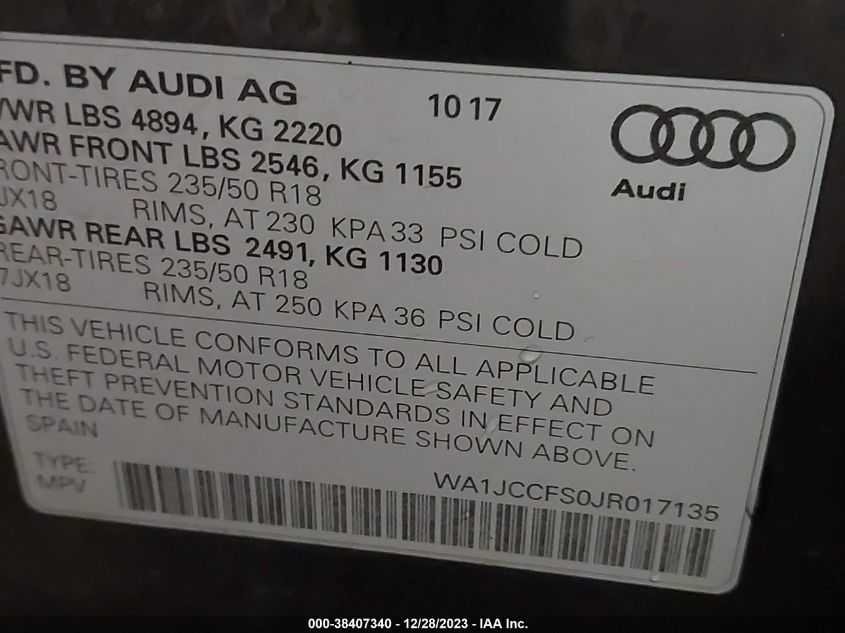 FD. BY AUDI AG 10 17
VWR LBS 4894, KG 2220
AWR FRONT LBS 2546, KG 1155
RONT-TIRES 235/50 R18
JX18 RIMS, AT 230 KPA 33 PSI COLD
GAWR REAR LBS 2491, KG 1130
REAR-TIRES 235/50 R18
7JX18 RIMS, AT 250 KPA 36 PSI COLD
Audi
THIS VEHICLE CONFORMS TO ALL APPLICABLE
U.S. FEDERAL MOTOR VEHICLE SAFETY AND
THEFT PREVENTION STANDARDS IN EFFECT ON
THE DATE OF MANUFACTURE SHOWN ABOVE.
SPAIN
TYPE:
MPV
WA1JCCFS0JR017135
000-38407340 - 12/28/2023 - IAA Inc.